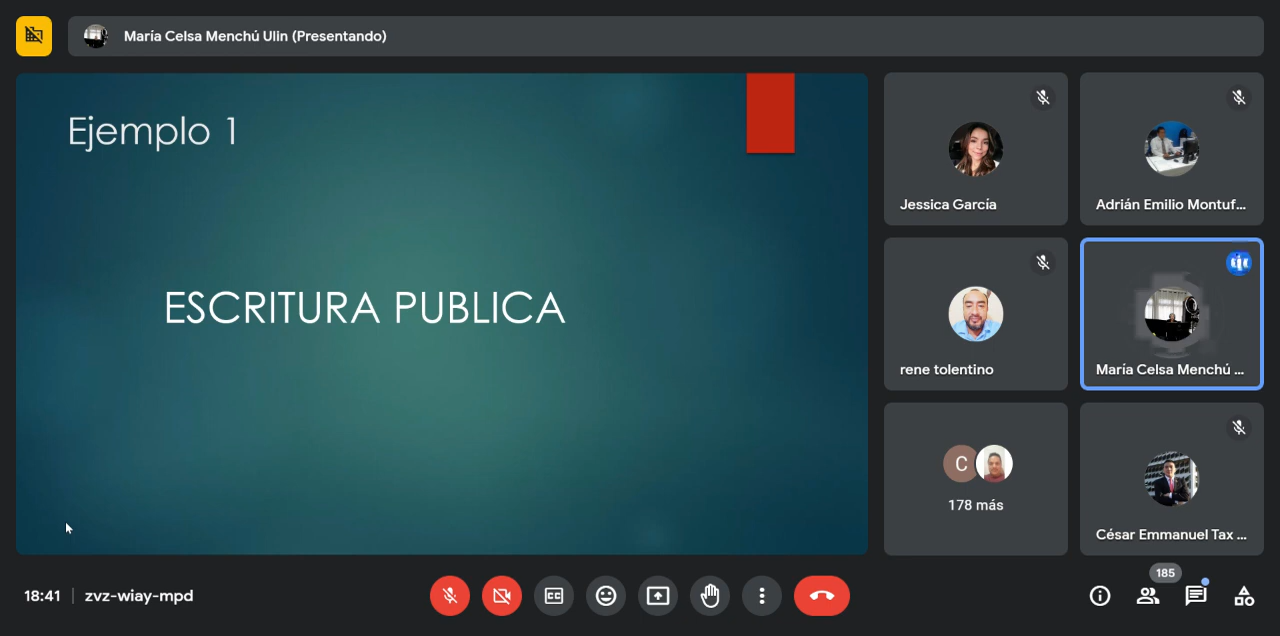 María Celsa Menchú Ulin (Presentando)
Ejemplo 1
ESCRITURA PUBLICA
Jessica García
Adrián Emilio Montuf...
rene tolentino
María Celsa Menchú ...
C
178 más
César Emmanuel Tax ...
18:41 | zvz-wiay-mpd
CC
185